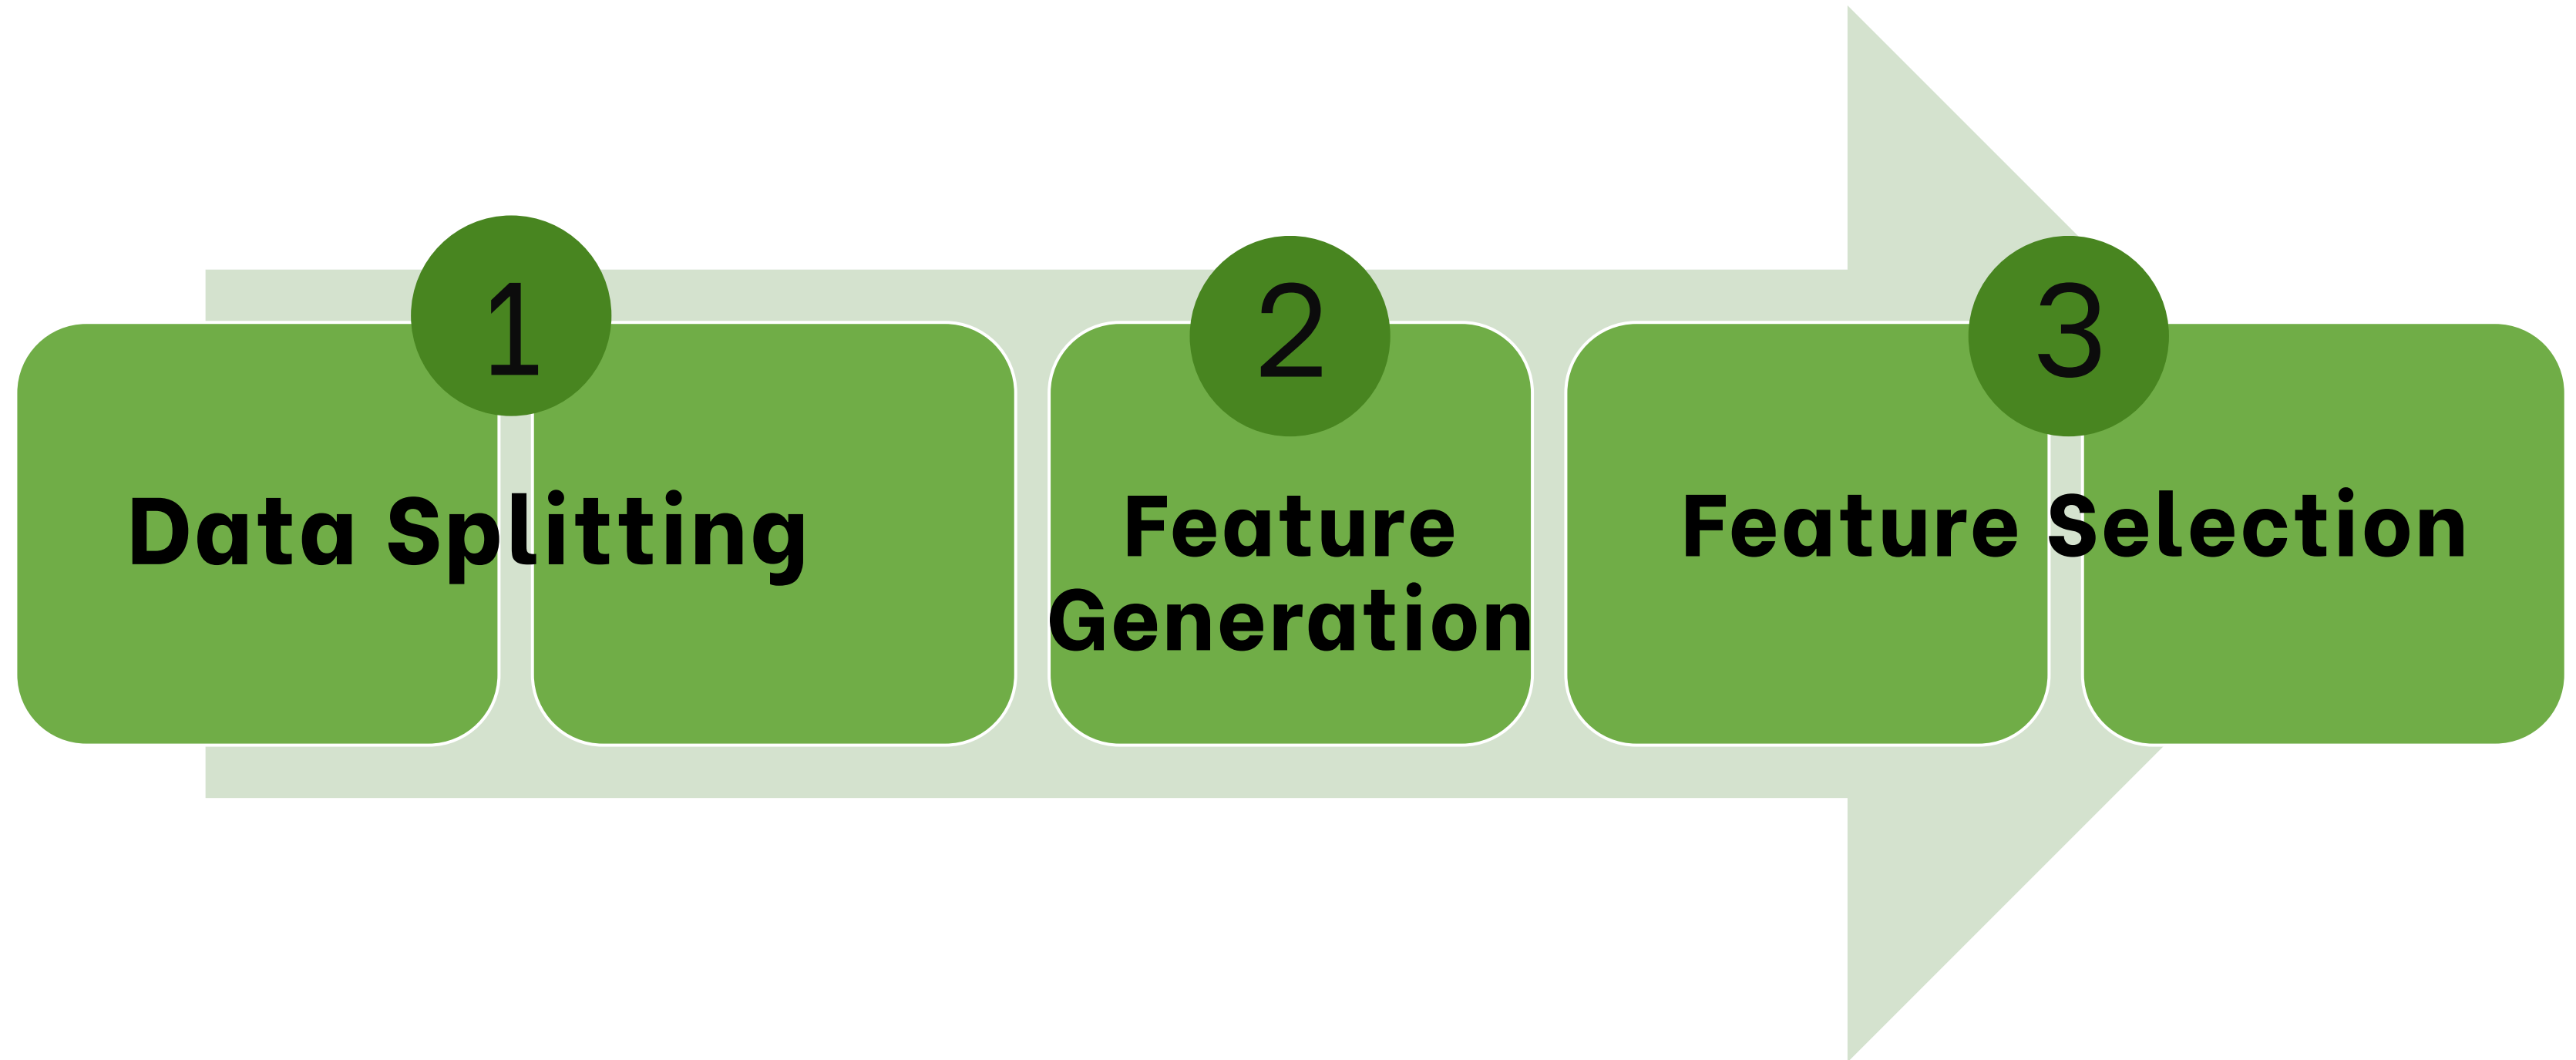 1
Data Splitting
2
Feature
Generation
3
Feature Selection